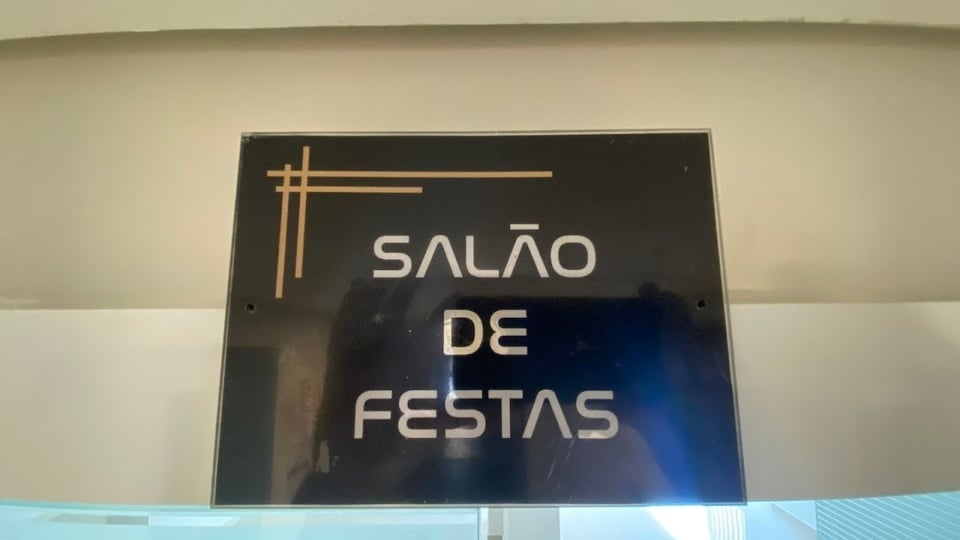 SALÃO
DE
FESTAS